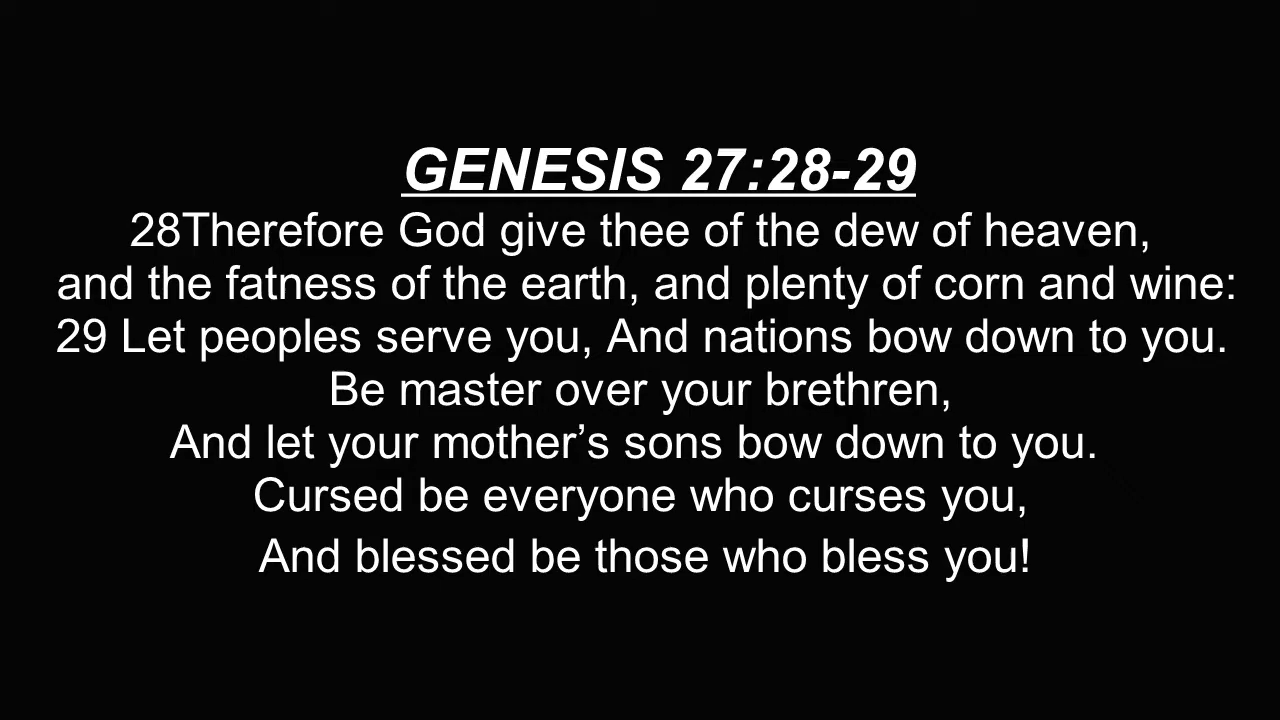 GENESIS 27:28-29
28Therefore God give thee of the dew of heaven,
and the fatness of the earth, and plenty of corn and wine:
29 Let peoples serve you, And nations bow down to you.
Be master over your brethren,
And let your mother’s sons bow down to you.
Cursed be everyone who curses you,
And blessed be those who bless you!